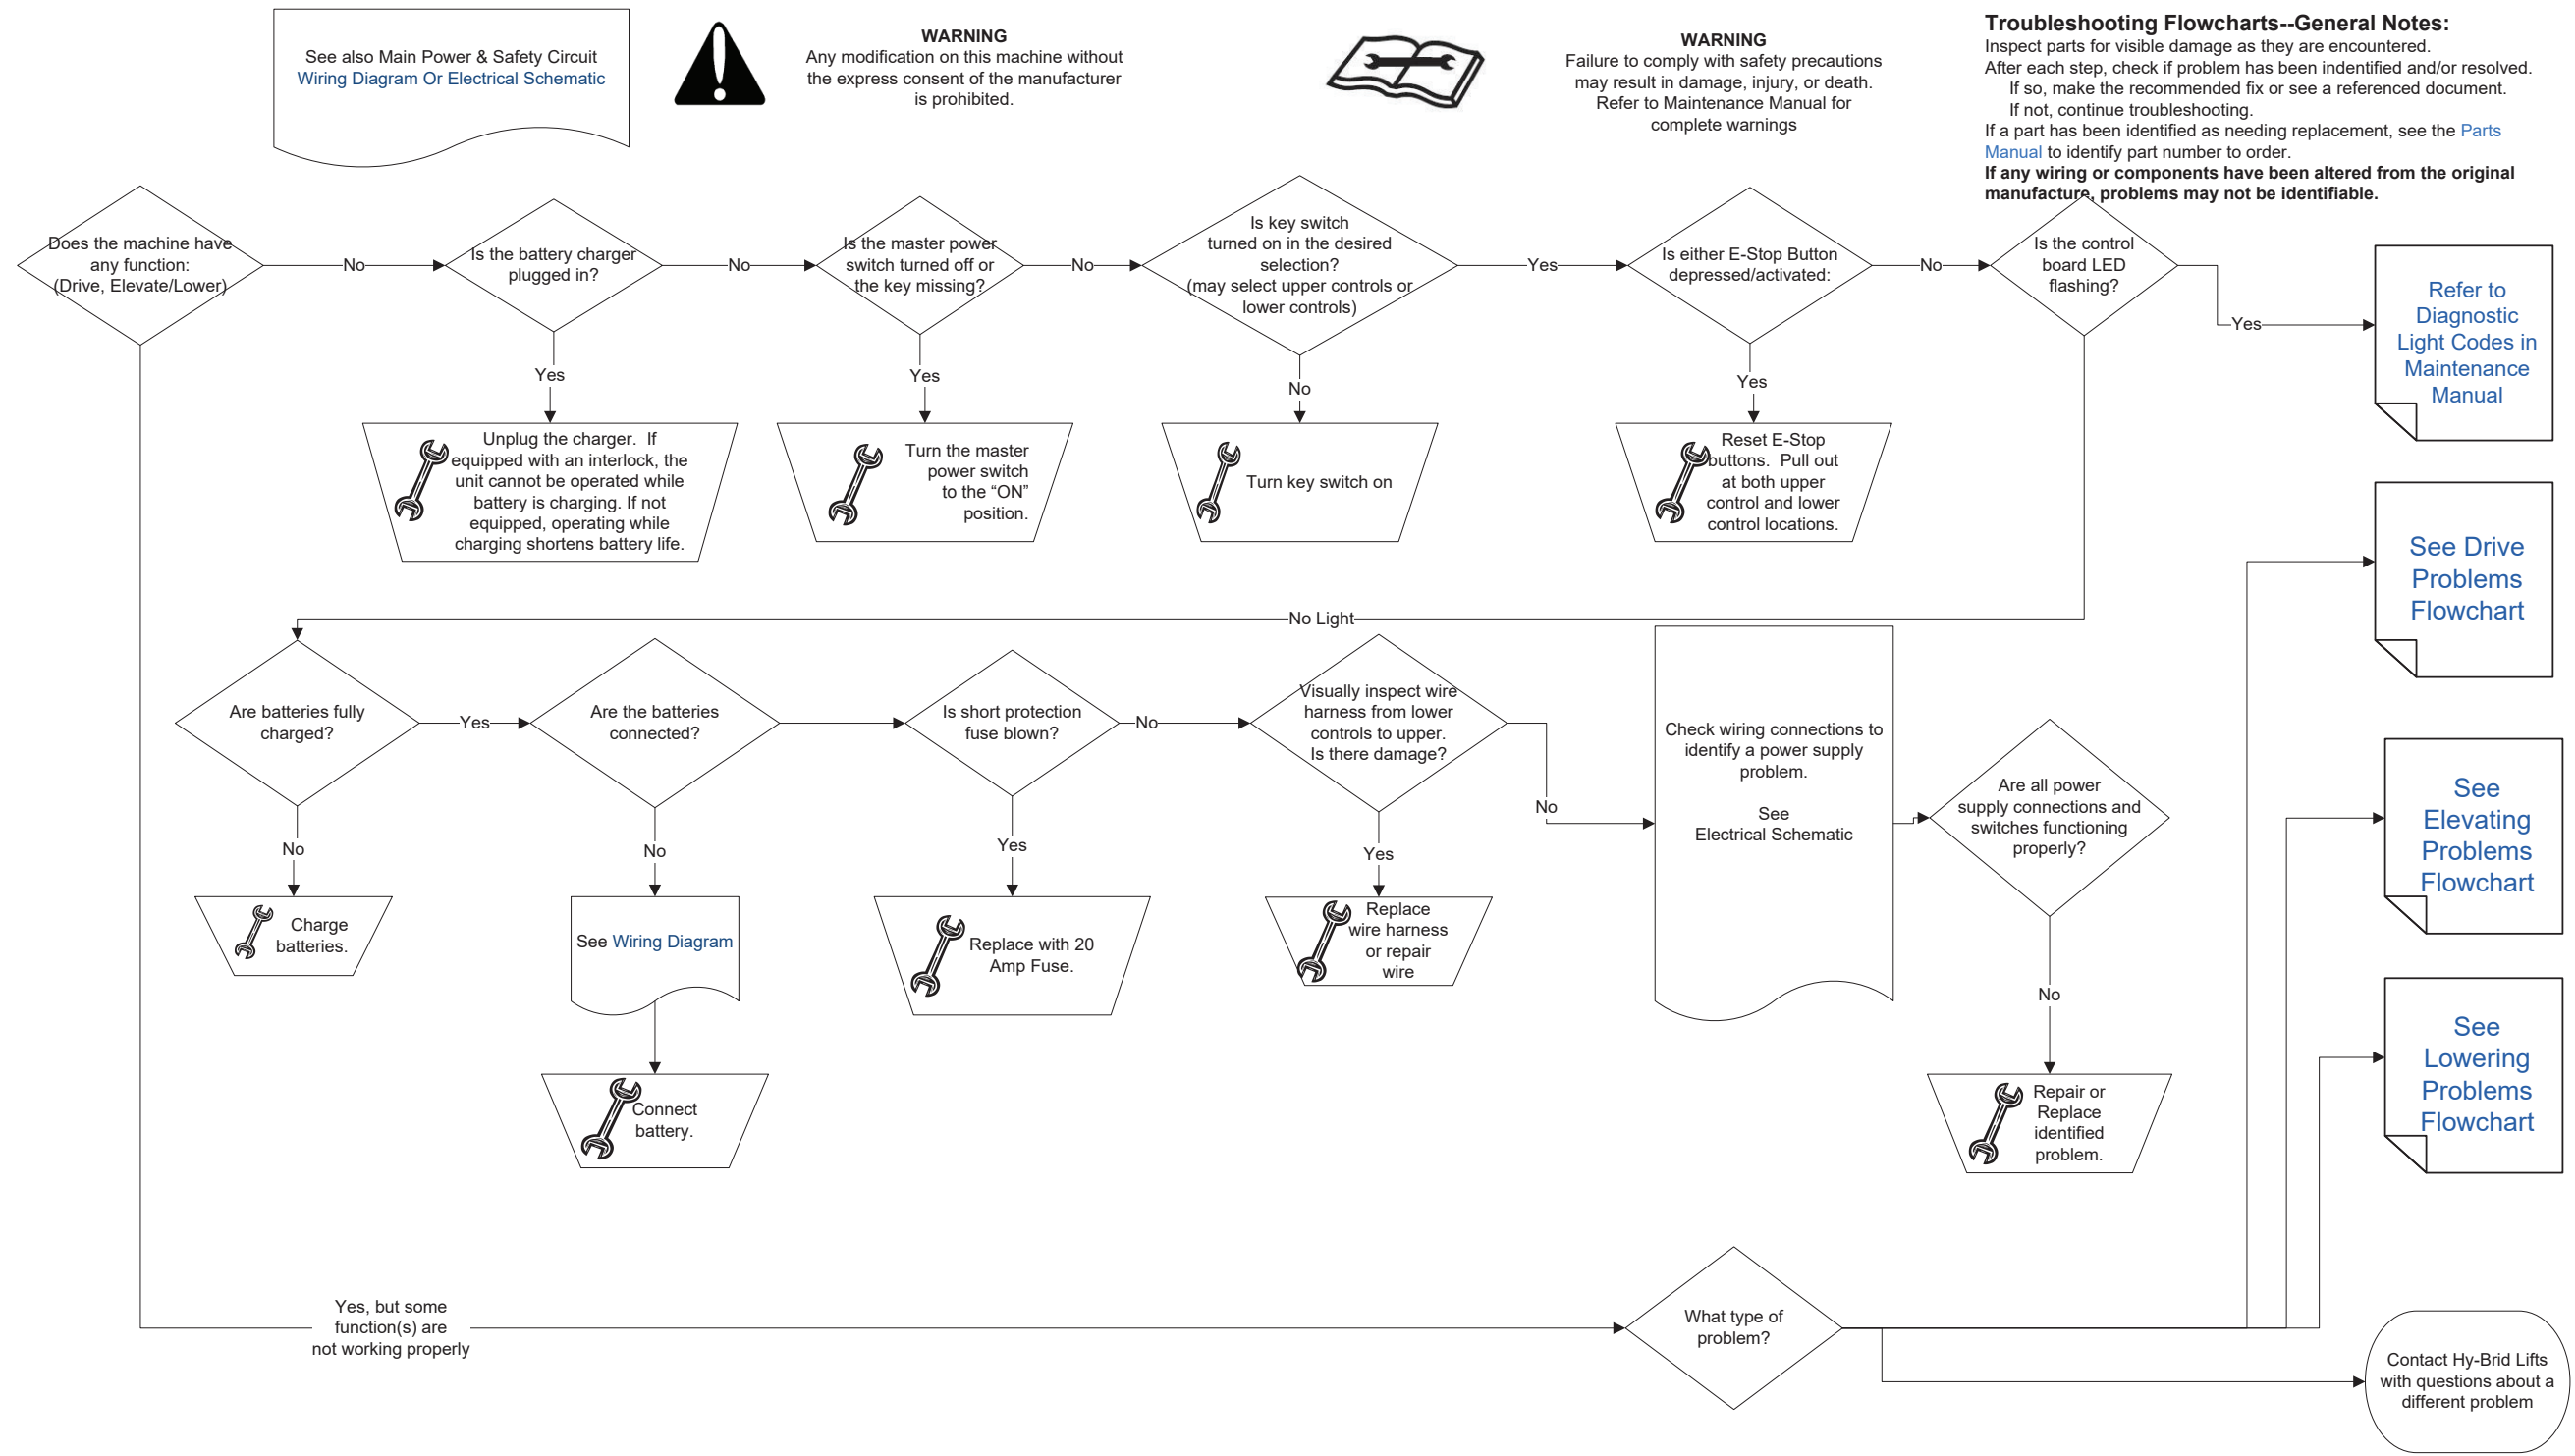 See also Main Power & Safety Circuit
Wiring Diagram Or Electrical Schematic
WARNING
Any modification on this machine without
the express consent of the manufacturer
is prohibited.
WARNING
Failure to comply with safety precautions
may result in damage, injury, or death.
Refer to Maintenance Manual for
complete warnings
Troubleshooting Flowcharts--General Notes:
Inspect parts for visible damage as they are encountered.
After each step, check if problem has been indentified and/or resolved.
If so, make the recommended fix or see a referenced document.
If not, continue troubleshooting.
If a part has been identified as needing replacement, see the Parts
Manual to identify part number to order.
If any wiring or components have been altered from the original
manufacture, problems may not be identifiable.
Does the machine have
any function:
(Drive, Elevate/Lower)
No
Is the battery charger
plugged in?
No
Is the master power
switch turned off or
the key missing?
No
Is key switch
turned on in the desired
selection?
(may select upper controls or
lower controls)
Yes
Is either E-Stop Button
depressed/activated:
No
Is the control
board LED
flashing?
Yes
Refer to
Diagnostic
Light Codes in
Maintenance
Manual
Yes
Yes
No
Yes
Unplug the charger.  If
equipped with an interlock, the
unit cannot be operated while
battery is charging. If not
equipped, operating while
charging shortens battery life.
Turn the master
power switch
to the “ON”
position.
Turn key switch on
Reset E-Stop
buttons.  Pull out
at both upper
control and lower
control locations.
See Drive
Problems
Flowchart
No Light
Are batteries fully
charged?
Yes
Are the batteries
connected?
Is short protection
fuse blown?
No
Visually inspect wire
harness from lower
controls to upper.
Is there damage?
No
Check wiring connections to
identify a power supply
problem.
See
Electrical Schematic
Are all power
supply connections and
switches functioning
properly?
See
Elevating
Problems
Flowchart
No
No
Yes
Yes
Charge
batteries.
See Wiring Diagram
Replace with 20
Amp Fuse.
Replace
wire harness
or repair
wire
No
Connect
battery.
Repair or
Replace
identified
problem.
See
Lowering
Problems
Flowchart
Yes, but some
function(s) are
not working properly
What type of
problem?
Contact Hy-Brid Lifts
with questions about a
different problem